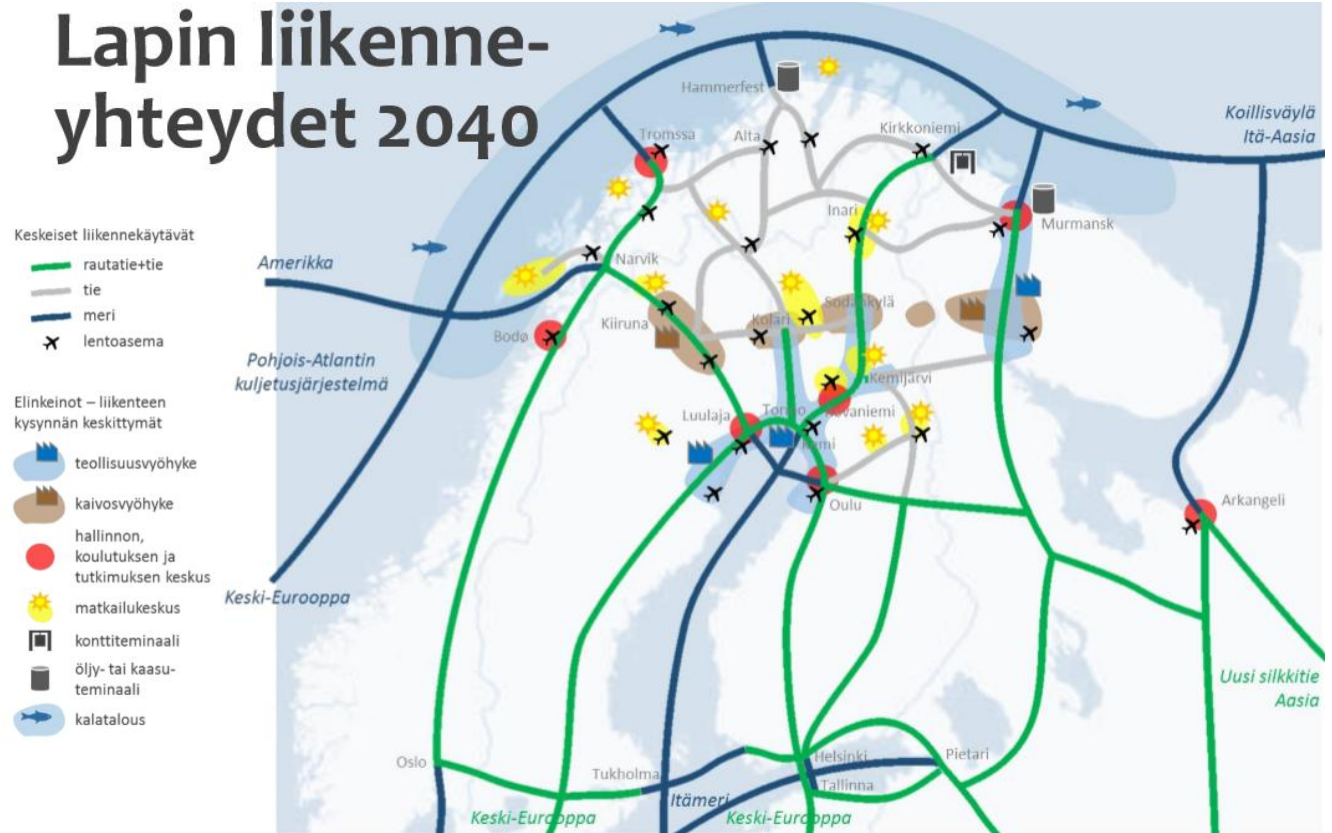 Lapin liikenne-
yhteydet 2040
Keskeiset liikennekäytävät
rautatie+tie
tie
meri
lentoasema
Elinkeinot – liikenteen
kysynnän keskittymät
teollisuusvyöhyke
kaivosvyöhyke
hallinnon,
koulutuksen ja
tutkimuksen keskus
matkailukeskus
konttiteminaali
öljy- tai kaasu-
teminaali
kalatalous
Hammerfest
Tromssa
Alta
Kirkkoniemi
Koillisväylä
Itä-Aasia
Inari
Murmansk
Amerikka
Narvik
Kiiruna
Kolari
Sodankylä
Bodø
Pohjois-Atlantin
kuljetusjärjestelmä
Kemijärvi
Luulaja
Tornio
Rovaniemi
Kemi
Oulu
Arkangeli
Keski-Eurooppa
Uusi silkkitie
Aasia
Oslo
Tukholma
Helsinki
Pietari
Tallinna
Itämeri
Keski-Eurooppa
Keski-Eurooppa